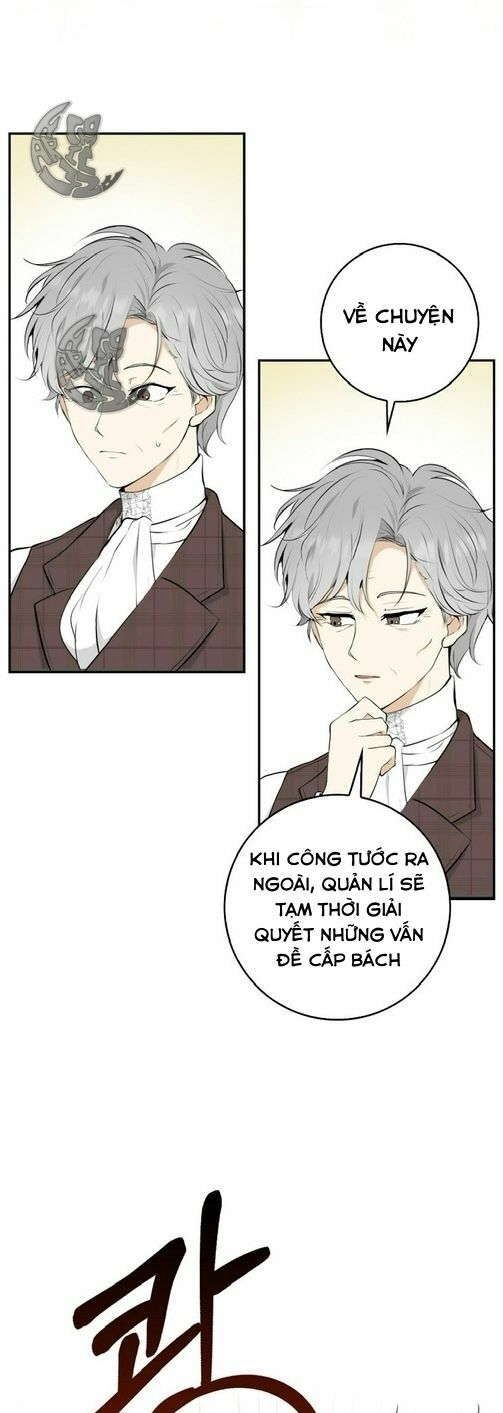 VỀ CHUYỆN
NÀY
KHI CÔNG TƯỚC RA
NGOÀI, QUẢN LÍ SẼ
TẠM THỜI GIẢI
QUYẾT NHỮNG VẤN
ĐỀ CẤP BÁCH